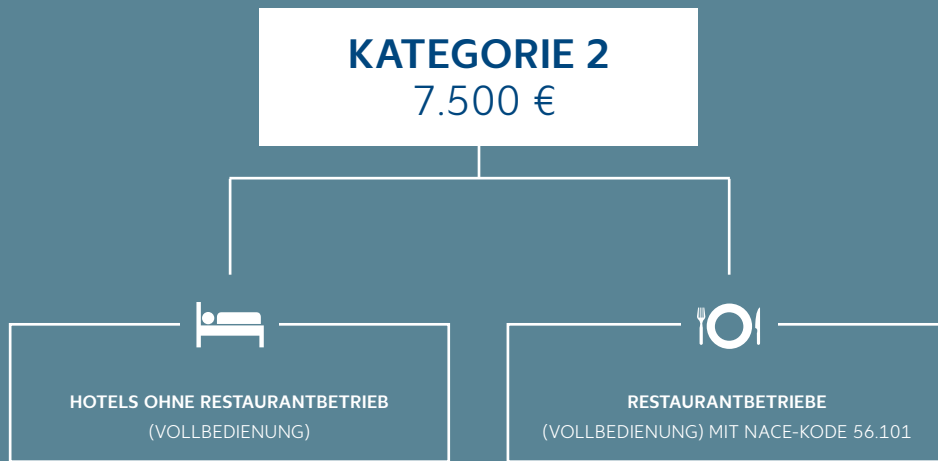 KATEGORIE 2
7.500 €
HOTELS OHNE RESTAURANTBETRIEB
(VOLLBEDIENUNG)
RESTAURANTBETRIEBE
(VOLLBEDIENUNG) MIT NACE-KODE 56.101